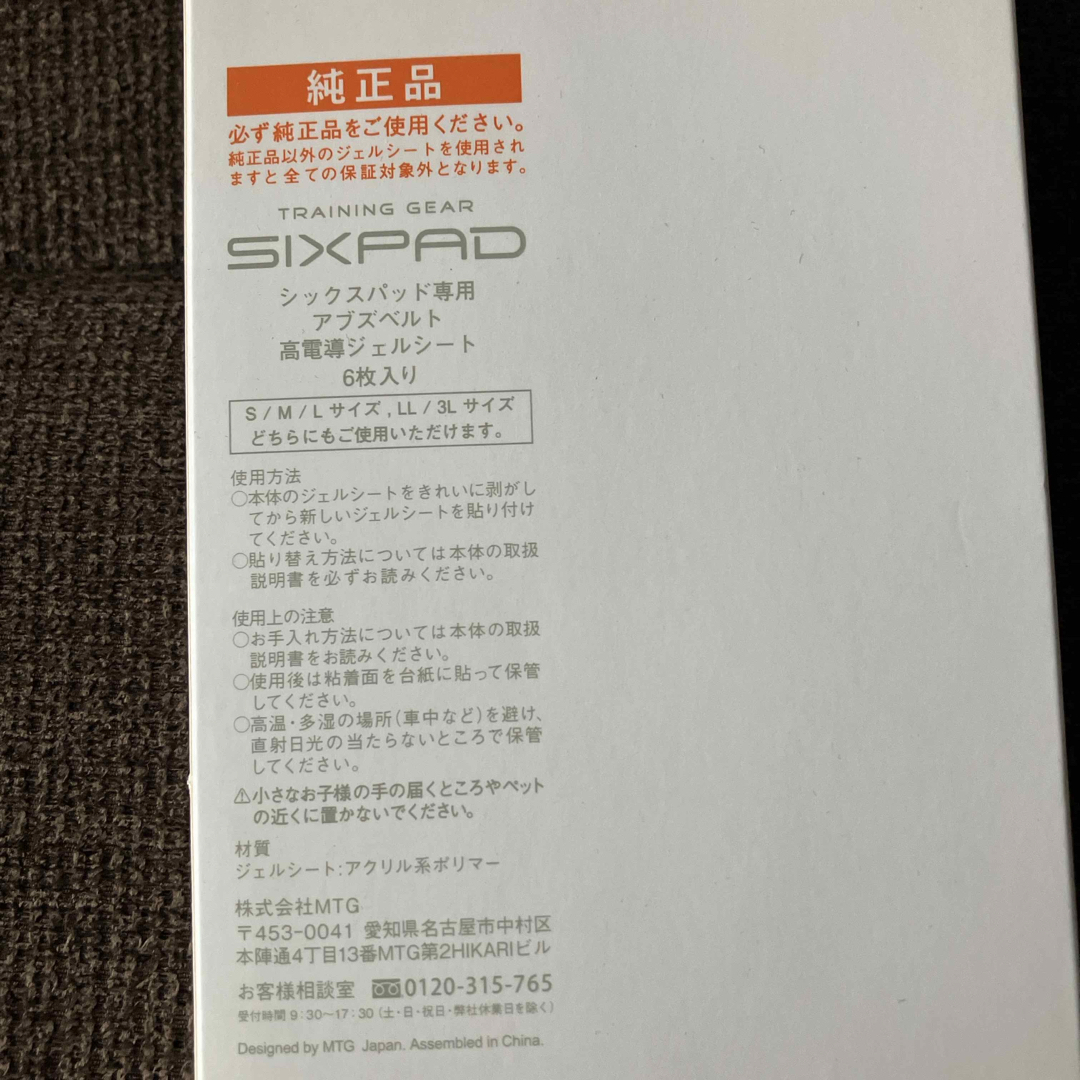 純正品
必ず純正品をご使用ください。
純正品以外のジェルシートを使用され
ますと全ての保証対象外となります。
TRAINING GEAR
SIXPAD
シックスパッド専用
アブズベルト
高電導ジェルシート
6枚入り
S / M / L サイズ , LL / 3L サイズ
どちらにもご使用いただけます。
使用方法
○本体のジェルシートをきれいに剥がし
てから新しいジェルシートを貼り付け
てください。
○貼り替え方法については本体の取扱
説明書を必ずお読みください。
使用上の注意
○お手入れ方法については本体の取扱
説明書をお読みください。
○使用後は粘着面を台紙に貼って保管
してください。
○高温・多湿の場所(車中など)を避け、
直射日光の当たらないところで保管
してください。
⚠小さなお子様の手の届くところやペット
の近くに置かないでください。
材質
ジェルシート:アクリル系ポリマー
株式会社MTG
〒453-0041 愛知県名古屋市中村区
本陣通4丁目13番MTG第2HIKARIビル
お客様相談室 0120-315-765
受付時間 9:30〜17:30 (土・日・祝日・弊社休業日を除く)
Designed by MTG Japan. Assembled in China.